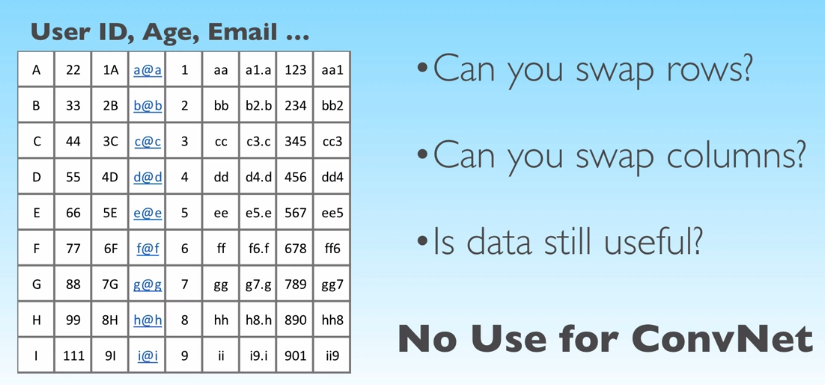 User ID, Age, Email ...
A 22 1A a@a 1 aa a1.a 123 aa1
B 33 2B b@b 2 bb b2.b 234 bb2
C 44 3C c@c 3 cc c3.c 345 cc3
D 55 4D d@d 4 dd d4.d 456 dd4
E 66 5E e@e 5 ee e5.e 567 ee5
F 77 6F f@f 6 ff f6.f 678 ff6
G 88 7G g@g 7 gg g7.g 789 gg7
H 99 8H h@h 8 hh h8.h 890 hh8
I 111 9I i@i 9 ii i9.i 901 ii9
•Can you swap rows?
•Can you swap columns?
•Is data still useful?
No Use for ConvNet